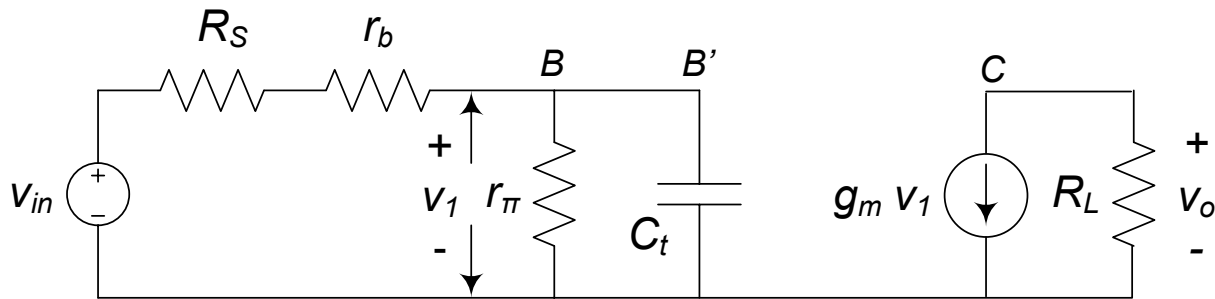 R_S
r_b
B
B'
C
+
+
+
v_in
v_1
r_π
C_t
g_m v_1
R_L
v_o
−
-
-